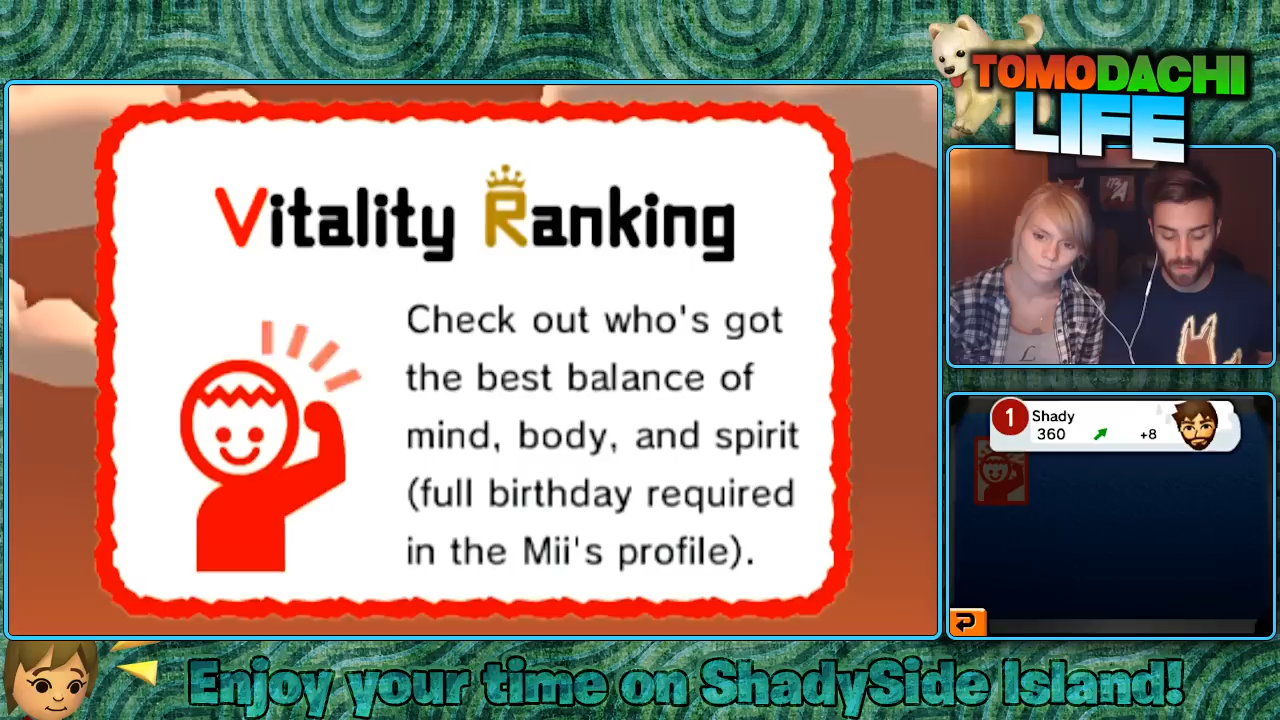 TOMODACHI
LIFE
Vitality Ranking
Check out who's got
the best balance of
mind, body, and spirit
(full birthday required
in the Mii's profile).
1 Shady
360 +8
Enjoy your time on ShadySide Island!